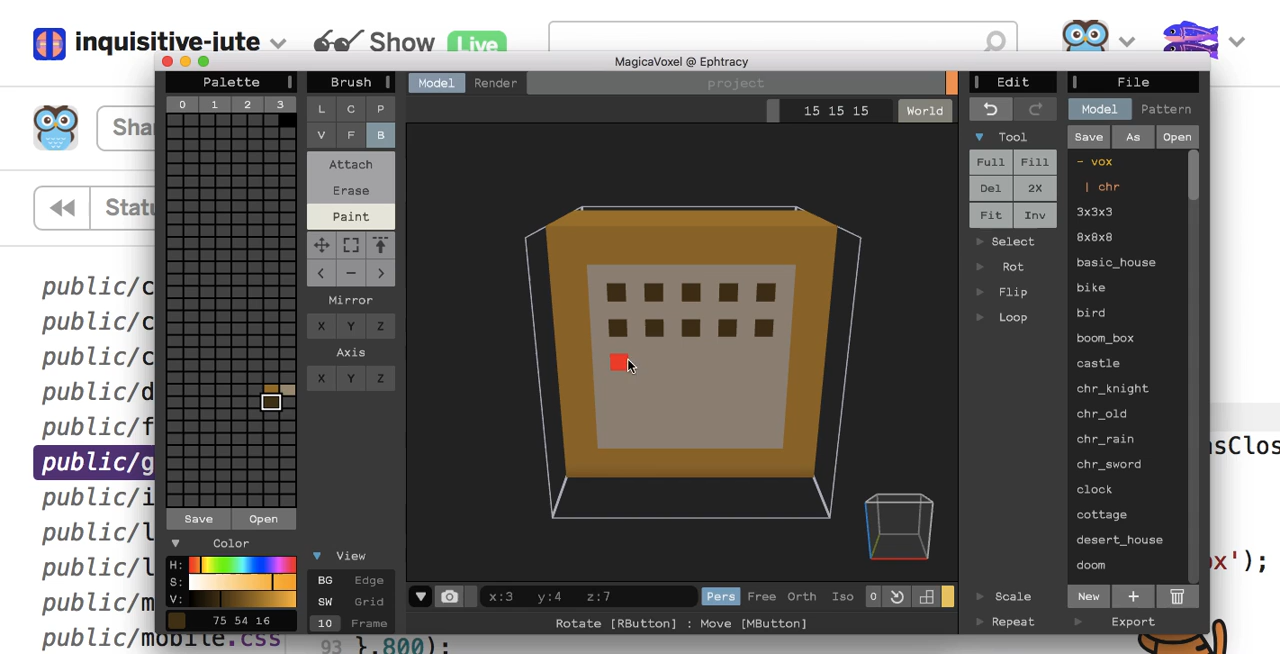 inquisitive-jute Show Live
MagicaVoxel @ Ephtracy
Palette Brush Model Render project Edit File
0 1 2 3 L C P 15 15 15 World Model Pattern
V F B Tool Save As Open
Attach Full Fill - vox
Erase Del 2X | chr
Paint Fit Inv 3x3x3
Select 8x8x8
< - > Rot basic_house
Mirror Flip bike
X Y Z Loop bird
Axis boom_box
X Y Z castle
chr_knight
chr_old
chr_rain
chr_sword
clock
cottage
Save Open desert_house
Color View doom
H: BG Edge
S: SW Grid x:3 y:4 z:7 Pers Free Orth Iso 0 Scale New +
V: 10 Frame
75 54 16 Rotate [RButton] : Move [MButton] Repeat Export
Sha
Statu
public/c
public/c
public/c
public/d
public/f
public/g
public/i
public/l
public/l
public/m
public/mobile.css
asClos
ox');
93 }.800);